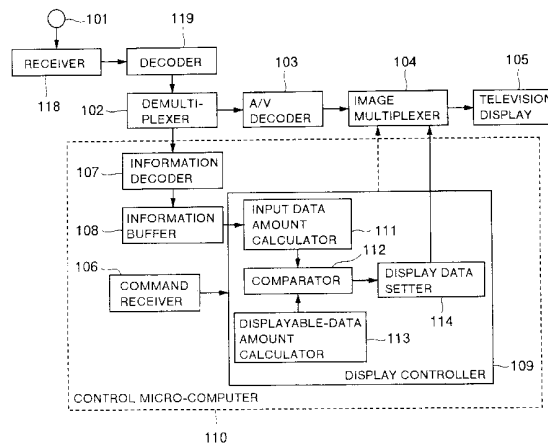 101
119
RECEIVER
DECODER
118
103
104
105
102
DEMULTI-
PLEXER
A/V
DECODER
IMAGE
MULTIPLEXER
TELEVISION
DISPLAY
107
INFORMATION
DECODER
108
INFORMATION
BUFFER
INPUT DATA
AMOUNT
CALCULATOR
111
112
106
COMMAND
RECEIVER
COMPARATOR
DISPLAY DATA
SETTER
114
DISPLAYABLE-DATA
AMOUNT
CALCULATOR
113
109
DISPLAY CONTROLLER
CONTROL MICRO-COMPUTER
110